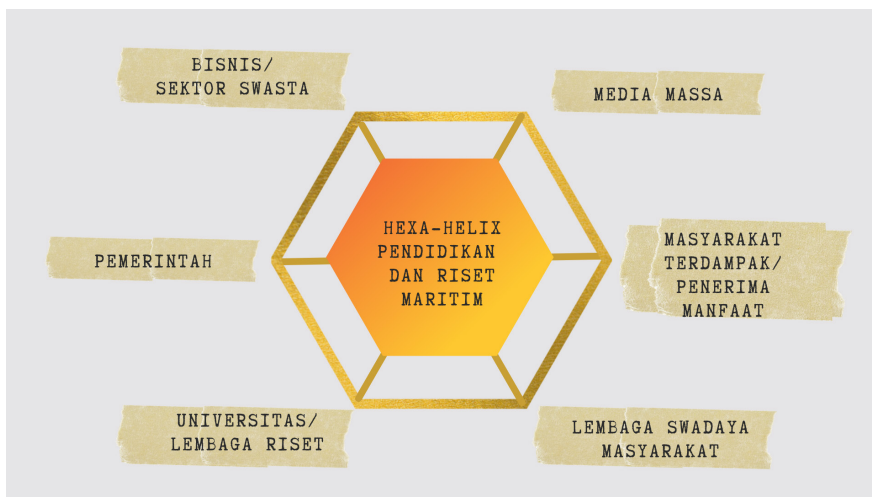 BISNIS/
SEKTOR SWASTA
MEDIA MASSA
HEXA-HELIX
PENDIDIKAN
DAN RISET
MARITIM
PEMERINTAH
MASYARAKAT
TERDAMPAK/
PENERIMA
MANFAAT
UNIVERSITAS/
LEMBAGA RISET
LEMBAGA SWADAYA
MASYARAKAT